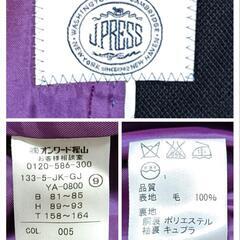 WASHINGTON
CAMBRIDGE
J.PRESS
NEW YORK
SINCE 1902
NEW HAVEN
㈱オンワード樫山
お客様相談室
0120-586-300
133-5-JK-GJ
9
YA-0800
B 81~85
H 89~93
T 158~164
COL 005
品質
表地 毛 100%
裏地
胴裏 ポリエステル
袖裏 キュプラ